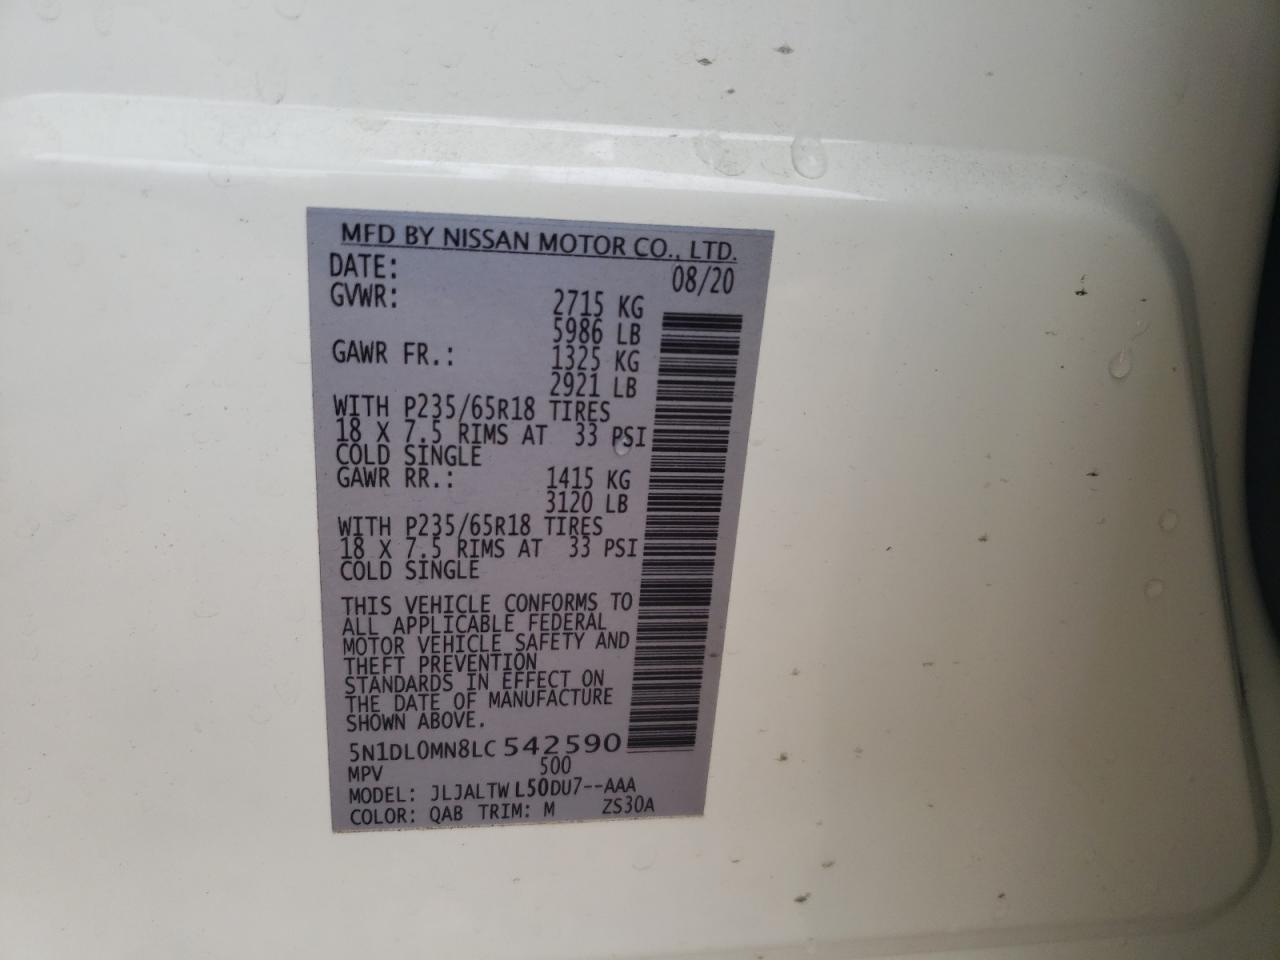 MFD BY NISSAN MOTOR CO., LTD.
DATE: 08/20
GVWR: 2715 KG
5986 LB
GAWR FR.: 1325 KG
2921 LB
WITH P235/65R18 TIRES
18 X 7.5 RIMS AT 33 PSI
COLD SINGLE
GAWR RR.: 1415 KG
3120 LB
WITH P235/65R18 TIRES
18 X 7.5 RIMS AT 33 PSI
COLD SINGLE
THIS VEHICLE CONFORMS TO
ALL APPLICABLE FEDERAL
MOTOR VEHICLE SAFETY AND
THEFT PREVENTION
STANDARDS IN EFFECT ON
THE DATE OF MANUFACTURE
SHOWN ABOVE.
5N1DL0MN8LC542590
MPV 500
MODEL: JLJALTWL50DU7--AAA
COLOR: QAB TRIM: M ZS30A